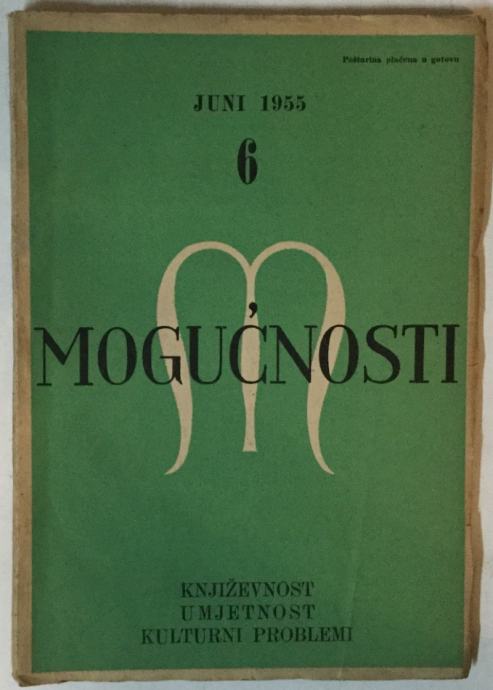 Poštarina plaćena u gotovu
JUNI 1955
6
M
MOGUĆNOSTI
KNJIŽEVNOST
UMJETNOST
KULTURNI PROBLEMI